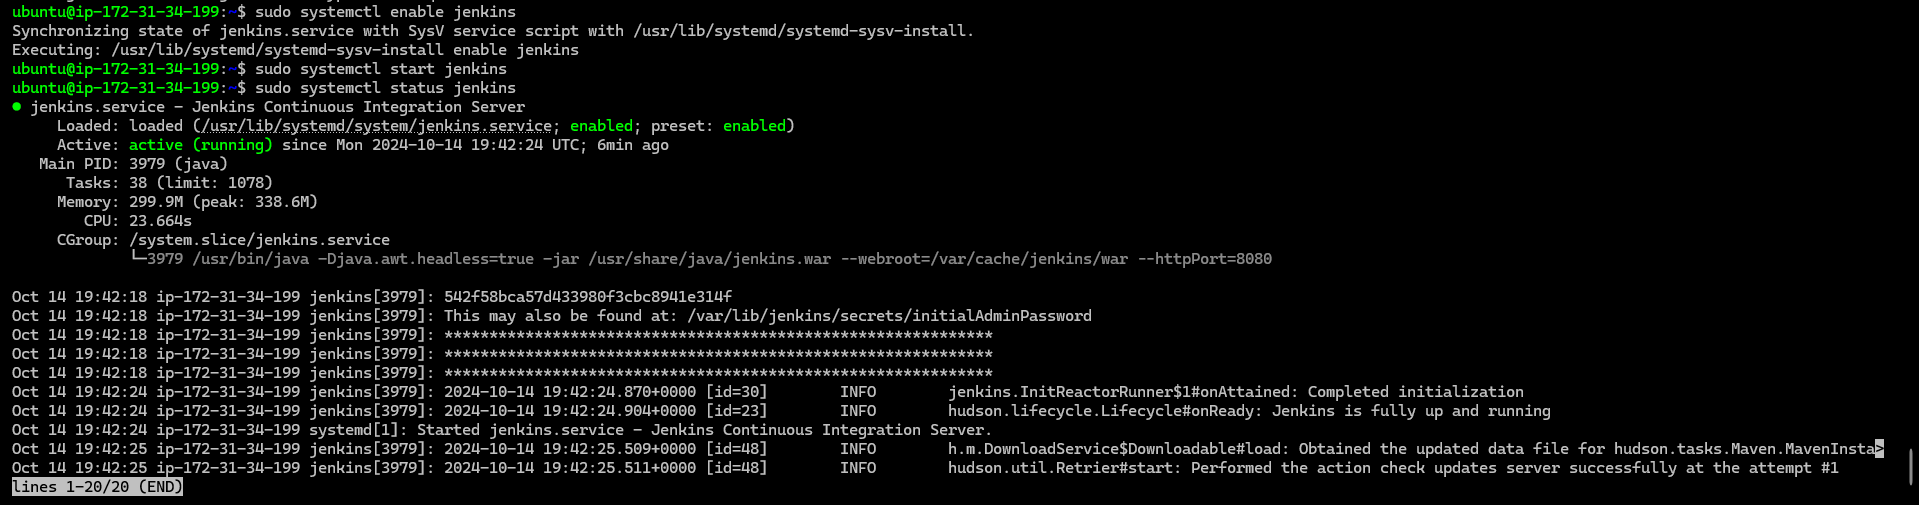 ubuntu@ip-172-31-34-199:~$ sudo systemctl enable jenkins
Synchronizing state of jenkins.service with SysV service script with /usr/lib/systemd/systemd-sysv-install.
Executing: /usr/lib/systemd/systemd-sysv-install enable jenkins
ubuntu@ip-172-31-34-199:~$ sudo systemctl start jenkins
ubuntu@ip-172-31-34-199:~$ sudo systemctl status jenkins
● jenkins.service - Jenkins Continuous Integration Server
     Loaded: loaded (/usr/lib/systemd/system/jenkins.service; enabled; preset: enabled)
     Active: active (running) since Mon 2024-10-14 19:42:24 UTC; 6min ago
   Main PID: 3979 (java)
      Tasks: 38 (limit: 1078)
     Memory: 299.9M (peak: 338.6M)
        CPU: 23.664s
     CGroup: /system.slice/jenkins.service
             └─3979 /usr/bin/java -Djava.awt.headless=true -jar /usr/share/java/jenkins.war --webroot=/var/cache/jenkins/war --httpPort=8080
Oct 14 19:42:18 ip-172-31-34-199 jenkins[3979]: 542f58bca57d433980f3cbc8941e314f
Oct 14 19:42:18 ip-172-31-34-199 jenkins[3979]: This may also be found at: /var/lib/jenkins/secrets/initialAdminPassword
Oct 14 19:42:18 ip-172-31-34-199 jenkins[3979]: *************************************************************
Oct 14 19:42:18 ip-172-31-34-199 jenkins[3979]: *************************************************************
Oct 14 19:42:18 ip-172-31-34-199 jenkins[3979]: *************************************************************
Oct 14 19:42:24 ip-172-31-34-199 jenkins[3979]: 2024-10-14 19:42:24.870+0000 [id=30]        INFO        jenkins.InitReactorRunner$1#onAttained: Completed initialization
Oct 14 19:42:24 ip-172-31-34-199 jenkins[3979]: 2024-10-14 19:42:24.904+0000 [id=23]        INFO        hudson.lifecycle.Lifecycle#onReady: Jenkins is fully up and running
Oct 14 19:42:24 ip-172-31-34-199 systemd[1]: Started jenkins.service - Jenkins Continuous Integration Server.
Oct 14 19:42:25 ip-172-31-34-199 jenkins[3979]: 2024-10-14 19:42:25.509+0000 [id=48]        INFO        h.m.DownloadService$Downloadable#load: Obtained the updated data file for hudson.tasks.Maven.MavenInsta>
Oct 14 19:42:25 ip-172-31-34-199 jenkins[3979]: 2024-10-14 19:42:25.511+0000 [id=48]        INFO        hudson.util.Retrier#start: Performed the action check updates server successfully at the attempt #1
lines 1-20/20 (END)